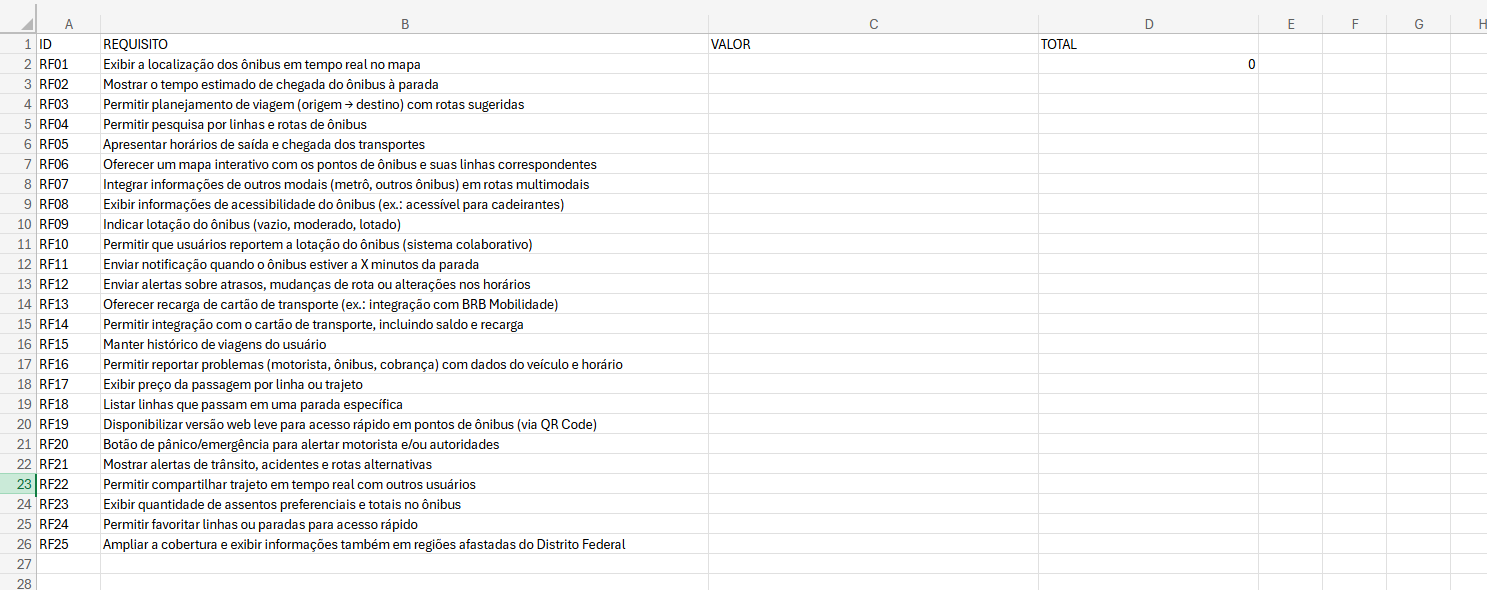 A B C D E F G H
1 ID REQUISITO VALOR TOTAL
2 RF01 Exibir a localização dos ônibus em tempo real no mapa 0
3 RF02 Mostrar o tempo estimado de chegada do ônibus à parada
4 RF03 Permitir planejamento de viagem (origem → destino) com rotas sugeridas
5 RF04 Permitir pesquisa por linhas e rotas de ônibus
6 RF05 Apresentar horários de saída e chegada dos transportes
7 RF06 Oferecer um mapa interativo com os pontos de ônibus e suas linhas correspondentes
8 RF07 Integrar informações de outros modais (metrô, outros ônibus) em rotas multimodais
9 RF08 Exibir informações de acessibilidade do ônibus (ex.: acessível para cadeirantes)
10 RF09 Indicar lotação do ônibus (vazio, moderado, lotado)
11 RF10 Permitir que usuários reportem a lotação do ônibus (sistema colaborativo)
12 RF11 Enviar notificação quando o ônibus estiver a X minutos da parada
13 RF12 Enviar alertas sobre atrasos, mudanças de rota ou alterações nos horários
14 RF13 Oferecer recarga de cartão de transporte (ex.: integração com BRB Mobilidade)
15 RF14 Permitir integração com o cartão de transporte, incluindo saldo e recarga
16 RF15 Manter histórico de viagens do usuário
17 RF16 Permitir reportar problemas (motorista, ônibus, cobrança) com dados do veículo e horário
18 RF17 Exibir preço da passagem por linha ou trajeto
19 RF18 Listar linhas que passam em uma parada específica
20 RF19 Disponibilizar versão web leve para acesso rápido em pontos de ônibus (via QR Code)
21 RF20 Botão de pânico/emergência para alertar motorista e/ou autoridades
22 RF21 Mostrar alertas de trânsito, acidentes e rotas alternativas
23 RF22 Permitir compartilhar trajeto em tempo real com outros usuários
24 RF23 Exibir quantidade de assentos preferenciais e totais no ônibus
25 RF24 Permitir favoritar linhas ou paradas para acesso rápido
26 RF25 Ampliar a cobertura e exibir informações também em regiões afastadas do Distrito Federal
27
28